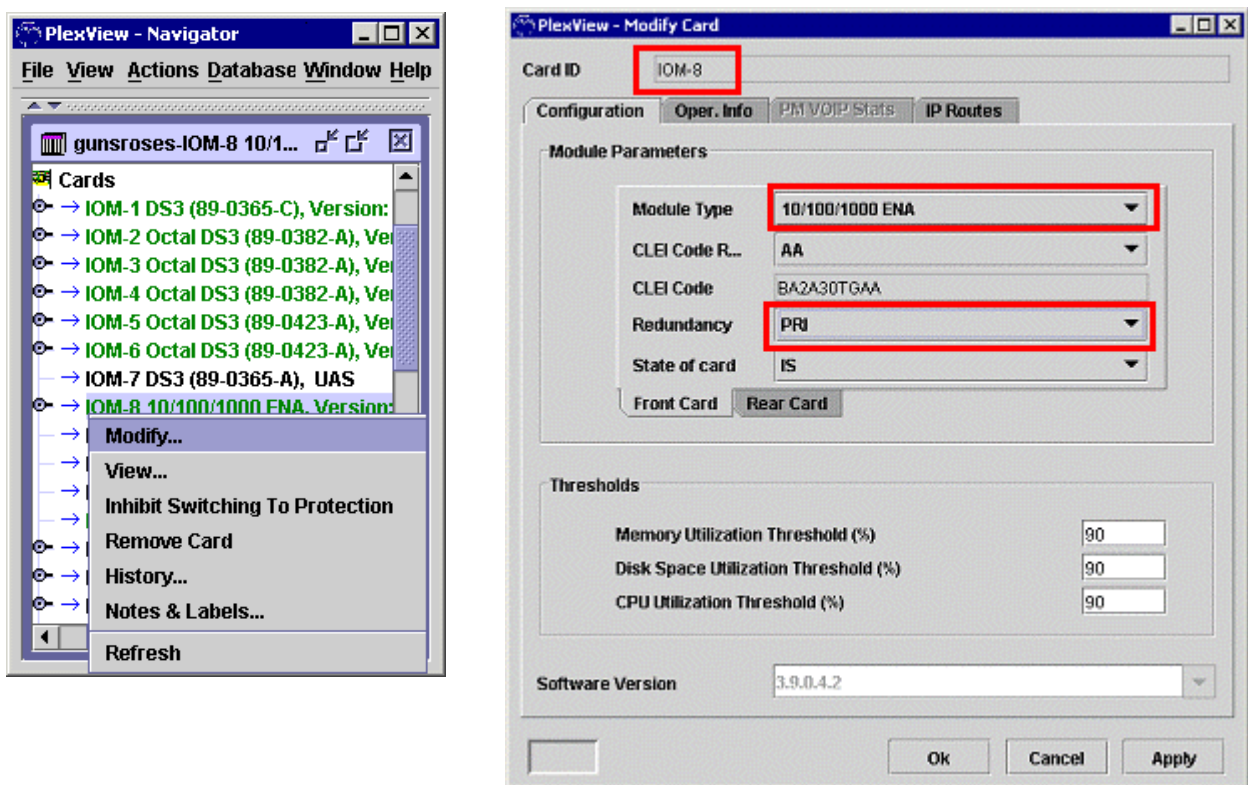 PlexView - Navigator
File View Actions Database Window Help
gunsroses-IOM-8 10/1...
Cards
IOM-1 DS3 (89-0365-C), Version:
IOM-2 Octal DS3 (89-0382-A), Ve
IOM-3 Octal DS3 (89-0382-A), Ve
IOM-4 Octal DS3 (89-0382-A), Ve
IOM-5 Octal DS3 (89-0423-A), Ve
IOM-6 Octal DS3 (89-0423-A), Ve
IOM-7 DS3 (89-0365-A), UAS
IOM-8 10/100/1000 ENA, Version:
Modify...
View...
Inhibit Switching To Protection
Remove Card
History...
Notes & Labels...
Refresh
PlexView - Modify Card
Card ID IOM-8
Configuration Oper. Info PM VOIP Stats IP Routes
Module Parameters
Module Type 10/100/1000 ENA
CLEI Code R... AA
CLEI Code BA2A30TGAA
Redundancy PRI
State of card IS
Front Card Rear Card
Thresholds
Memory Utilization Threshold (%) 90
Disk Space Utilization Threshold (%) 90
CPU Utilization Threshold (%) 90
Software Version 3.9.0.4.2
Ok Cancel Apply